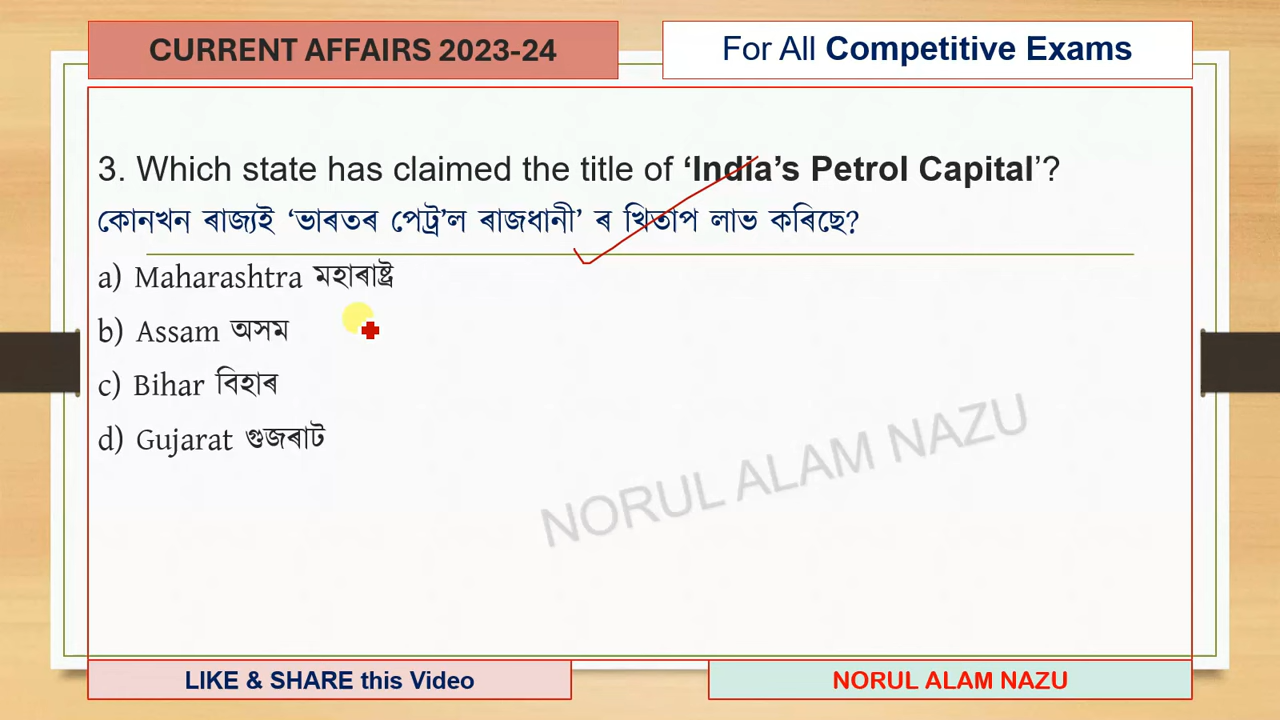 CURRENT AFFAIRS 2023-24
For All Competitive Exams
3. Which state has claimed the title of ‘India’s Petrol Capital’?
কোনখন ৰাজ্যই ‘ভাৰতৰ পেট্ৰ’ল ৰাজধানী’ ৰ খিতাপ লাভ কৰিছে?
a) Maharashtra মহাৰাষ্ট্ৰ
b) Assam অসম
c) Bihar বিহাৰ
d) Gujarat গুজৰাট
NORUL ALAM NAZU
LIKE & SHARE this Video
NORUL ALAM NAZU